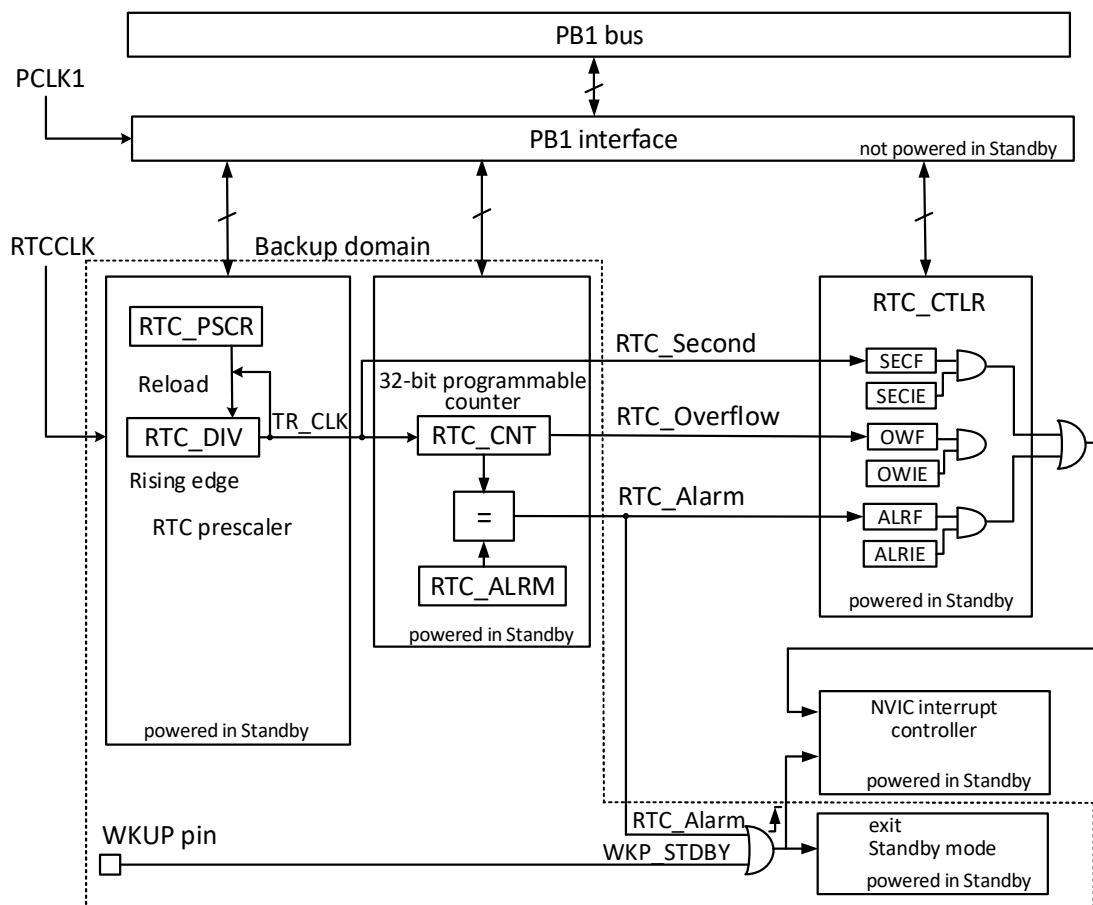 PB1 bus
PCLK1
PB1 interface
not powered in Standby
RTCCLK
Backup domain
RTC_PSCR
Reload
RTC_DIV
TR_CLK
Rising edge
RTC prescaler
powered in Standby
32-bit programmable
counter
RTC_CNT
=
RTC_ALRM
powered in Standby
RTC_Second
RTC_Overflow
RTC_Alarm
RTC_CTLR
SECF
SECIE
OWF
OWIE
ALRF
ALRIE
powered in Standby
NVIC interrupt
controller
powered in Standby
WKUP pin
RTC_Alarm
WKP_STDBY
exit
Standby mode
powered in Standby